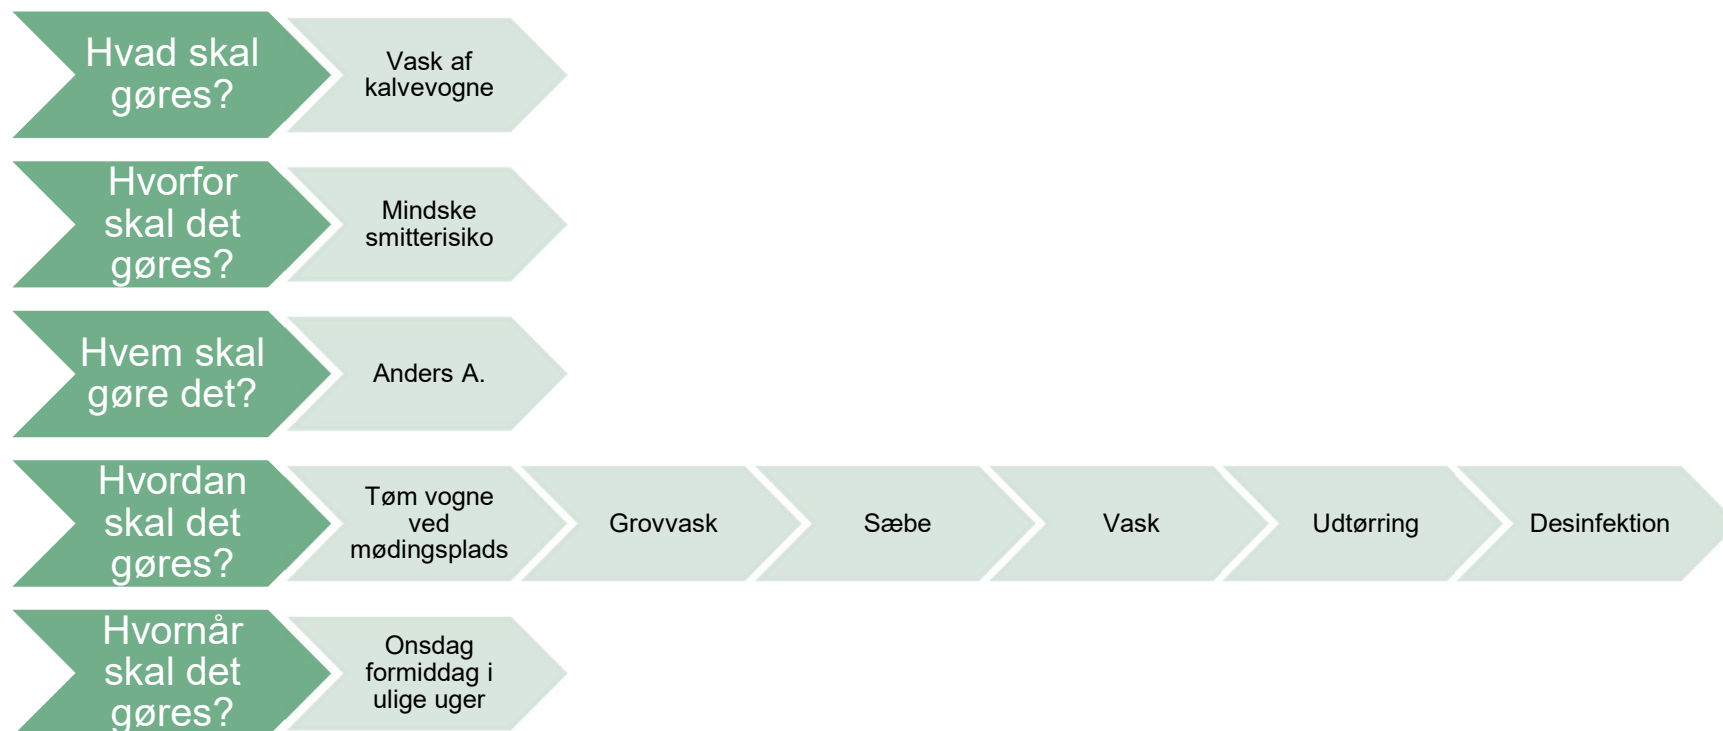 Hvad skal
gøres?
Vask af
kalvevogne
Hvorfor
skal det
gøres?
Mindske
smitterisiko
Hvem skal
gøre det?
Anders A.
Hvordan
skal det
gøres?
Tøm vogne
ved
mødingsplads
Grovvask
Sæbe
Vask
Udtørring
Desinfektion
Hvornår
skal det
gøres?
Onsdag
formiddag i
ulige uger